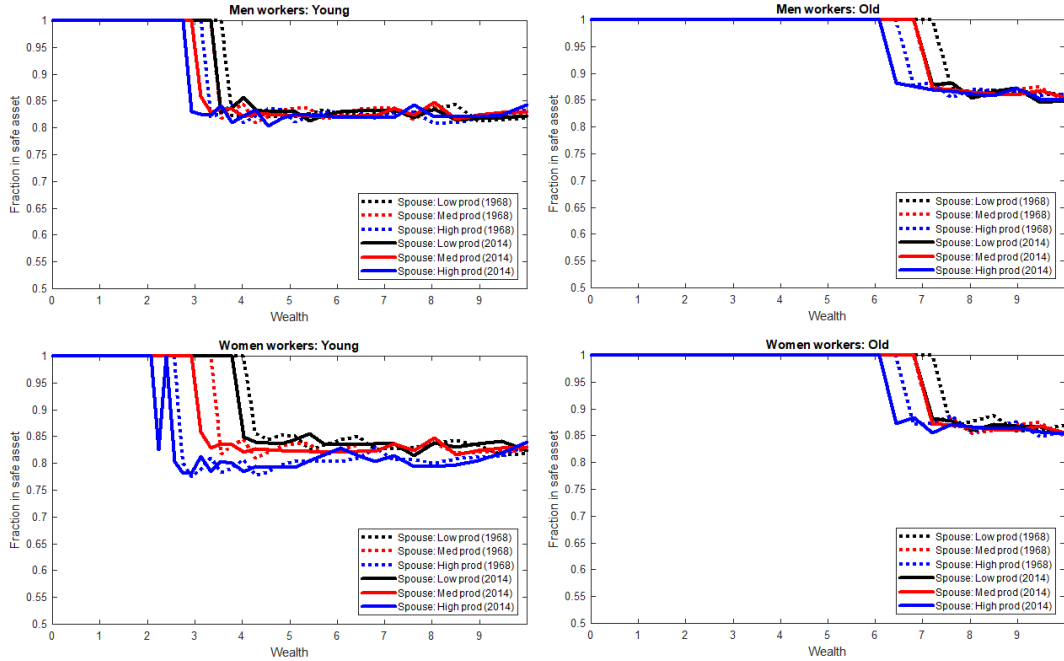 Men workers: Young
Fraction in safe asset
1
0.95
0.9
0.85
0.8
0.75
0.7
0.65
0.6
0.55
0.5
Spouse: Low prod (1968)
Spouse: Med prod (1968)
Spouse: High prod (1968)
Spouse: Low prod (2014)
Spouse: Med prod (2014)
Spouse: High prod (2014)
0 1 2 3 4 5 6 7 8 9
Wealth
Men workers: Old
Fraction in safe asset
1
0.95
0.9
0.85
0.8
0.75
0.7
0.65
0.6
0.55
0.5
Spouse: Low prod (1968)
Spouse: Med prod (1968)
Spouse: High prod (1968)
Spouse: Low prod (2014)
Spouse: Med prod (2014)
Spouse: High prod (2014)
0 1 2 3 4 5 6 7 8 9
Wealth
Women workers: Young
Fraction in safe asset
1
0.95
0.9
0.85
0.8
0.75
0.7
0.65
0.6
0.55
0.5
Spouse: Low prod (1968)
Spouse: Med prod (1968)
Spouse: High prod (1968)
Spouse: Low prod (2014)
Spouse: Med prod (2014)
Spouse: High prod (2014)
0 1 2 3 4 5 6 7 8 9
Wealth
Women workers: Old
Fraction in safe asset
1
0.95
0.9
0.85
0.8
0.75
0.7
0.65
0.6
0.55
0.5
Spouse: Low prod (1968)
Spouse: Med prod (1968)
Spouse: High prod (1968)
Spouse: Low prod (2014)
Spouse: Med prod (2014)
Spouse: High prod (2014)
0 1 2 3 4 5 6 7 8 9
Wealth